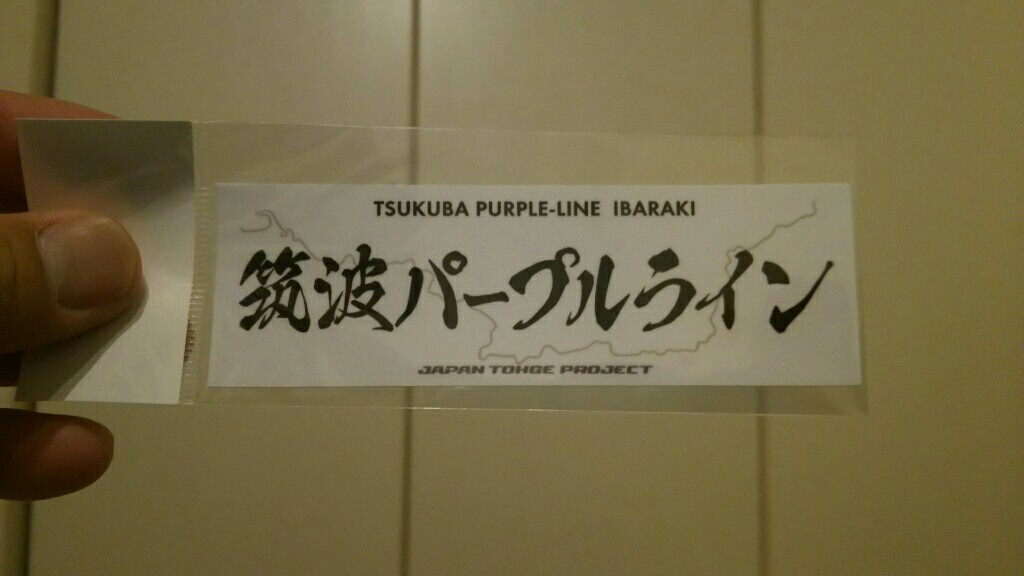 TSUKUBA PURPLE-LINE IBARAKI
筑波パープルライン
JAPAN TOHGE PROJECT